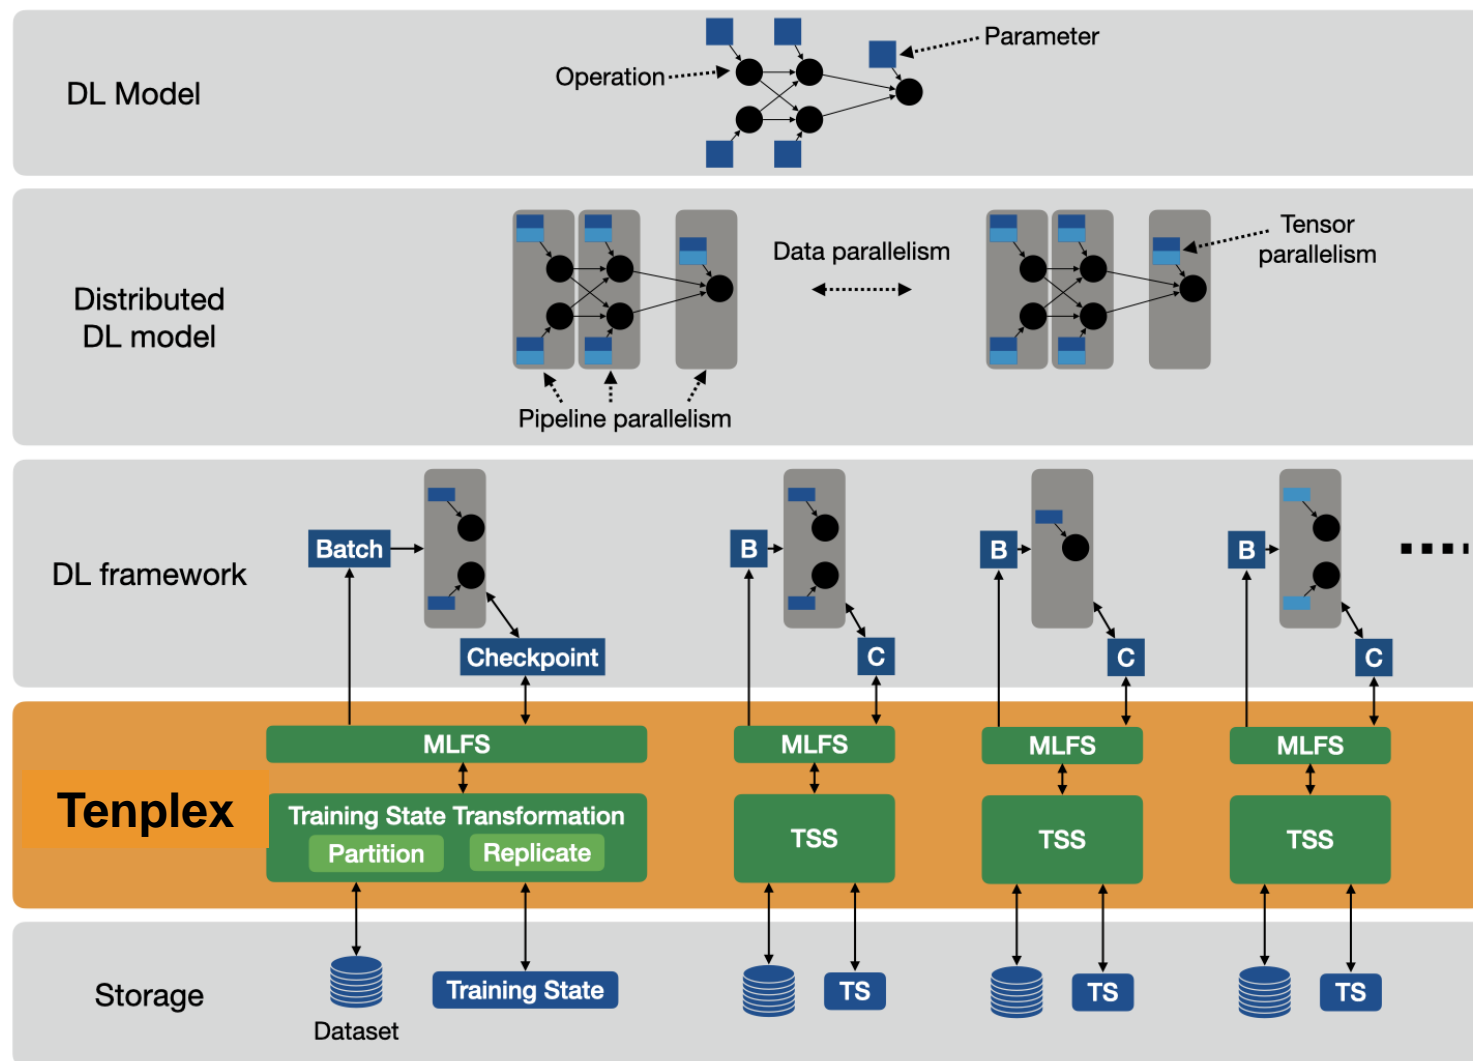 DL Model
Operation
Parameter
Distributed
DL model
Data parallelism
Tensor
parallelism
Pipeline parallelism
DL framework
Batch
B
B
B
Checkpoint
C
C
C
Tenplex
MLFS
MLFS
MLFS
MLFS
Training State Transformation
Partition
Replicate
TSS
TSS
TSS
Storage
Dataset
Training State
TS
TS
TS